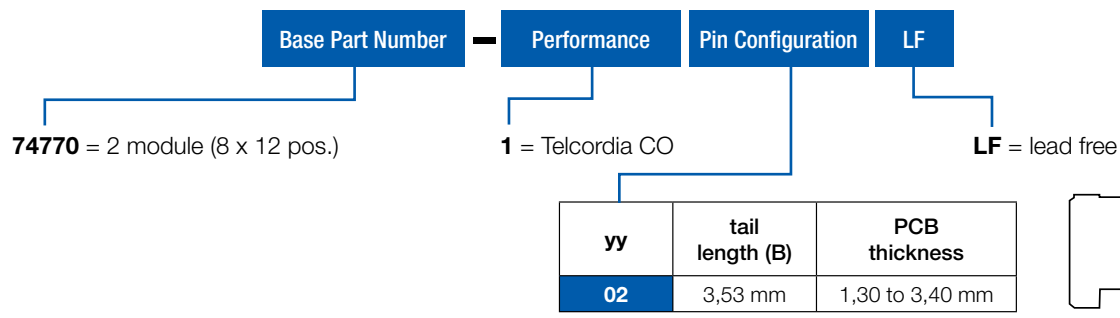 Base Part Number - Performance Pin Configuration LF
74770 = 2 module (8 x 12 pos.) 1 = Telcordia CO LF = lead free
yy tail length (B) PCB thickness
02 3,53 mm 1,30 to 3,40 mm